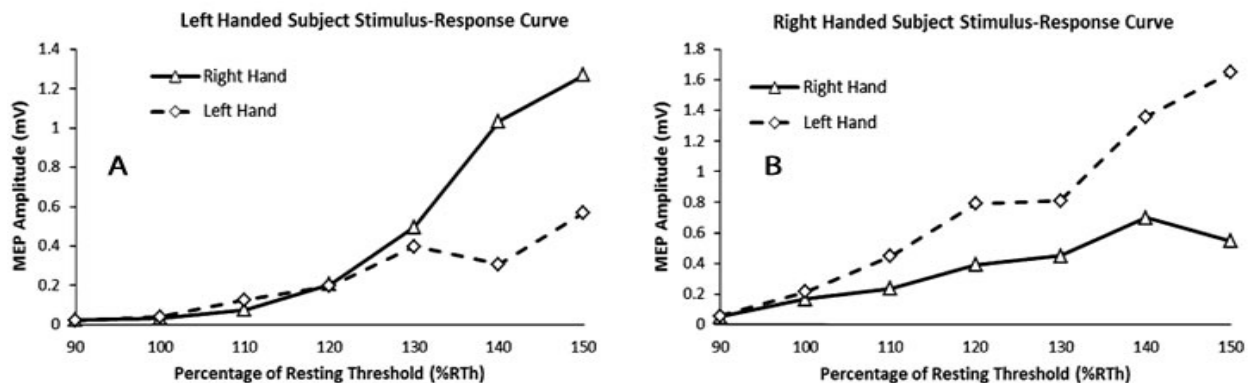 Left Handed Subject Stimulus-Response Curve
1.4
1.2
1
0.8
0.6
0.4
0.2
0
MEP Amplitude (mV)
Right Hand
Left Hand
A
90 100 110 120 130 140 150
Percentage of Resting Threshold (%RTh)
Right Handed Subject Stimulus-Response Curve
1.8
1.6
1.4
1.2
1
0.8
0.6
0.4
0.2
0
MEP Amplitude (mV)
Right Hand
Left Hand
B
90 100 110 120 130 140 150
Percentage of Resting Threshold (%RTh)